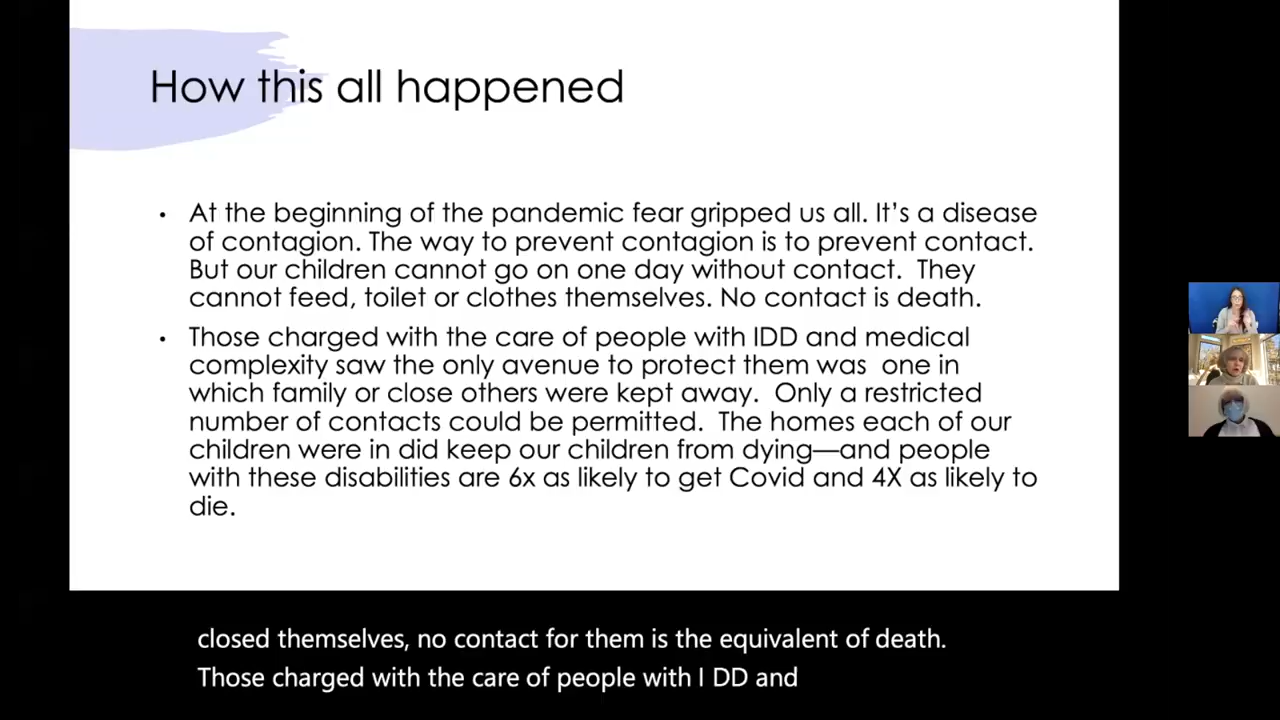 How this all happened
• At the beginning of the pandemic fear gripped us all. It’s a disease
of contagion. The way to prevent contagion is to prevent contact.
But our children cannot go on one day without contact.  They
cannot feed, toilet or clothes themselves. No contact is death.
• Those charged with the care of people with IDD and medical
complexity saw the only avenue to protect them was  one in
which family or close others were kept away.  Only a restricted
number of contacts could be permitted.  The homes each of our
children were in did keep our children from dying—and people
with these disabilities are 6x as likely to get Covid and 4X as likely to
die.
closed themselves, no contact for them is the equivalent of death.
Those charged with the care of people with I DD and